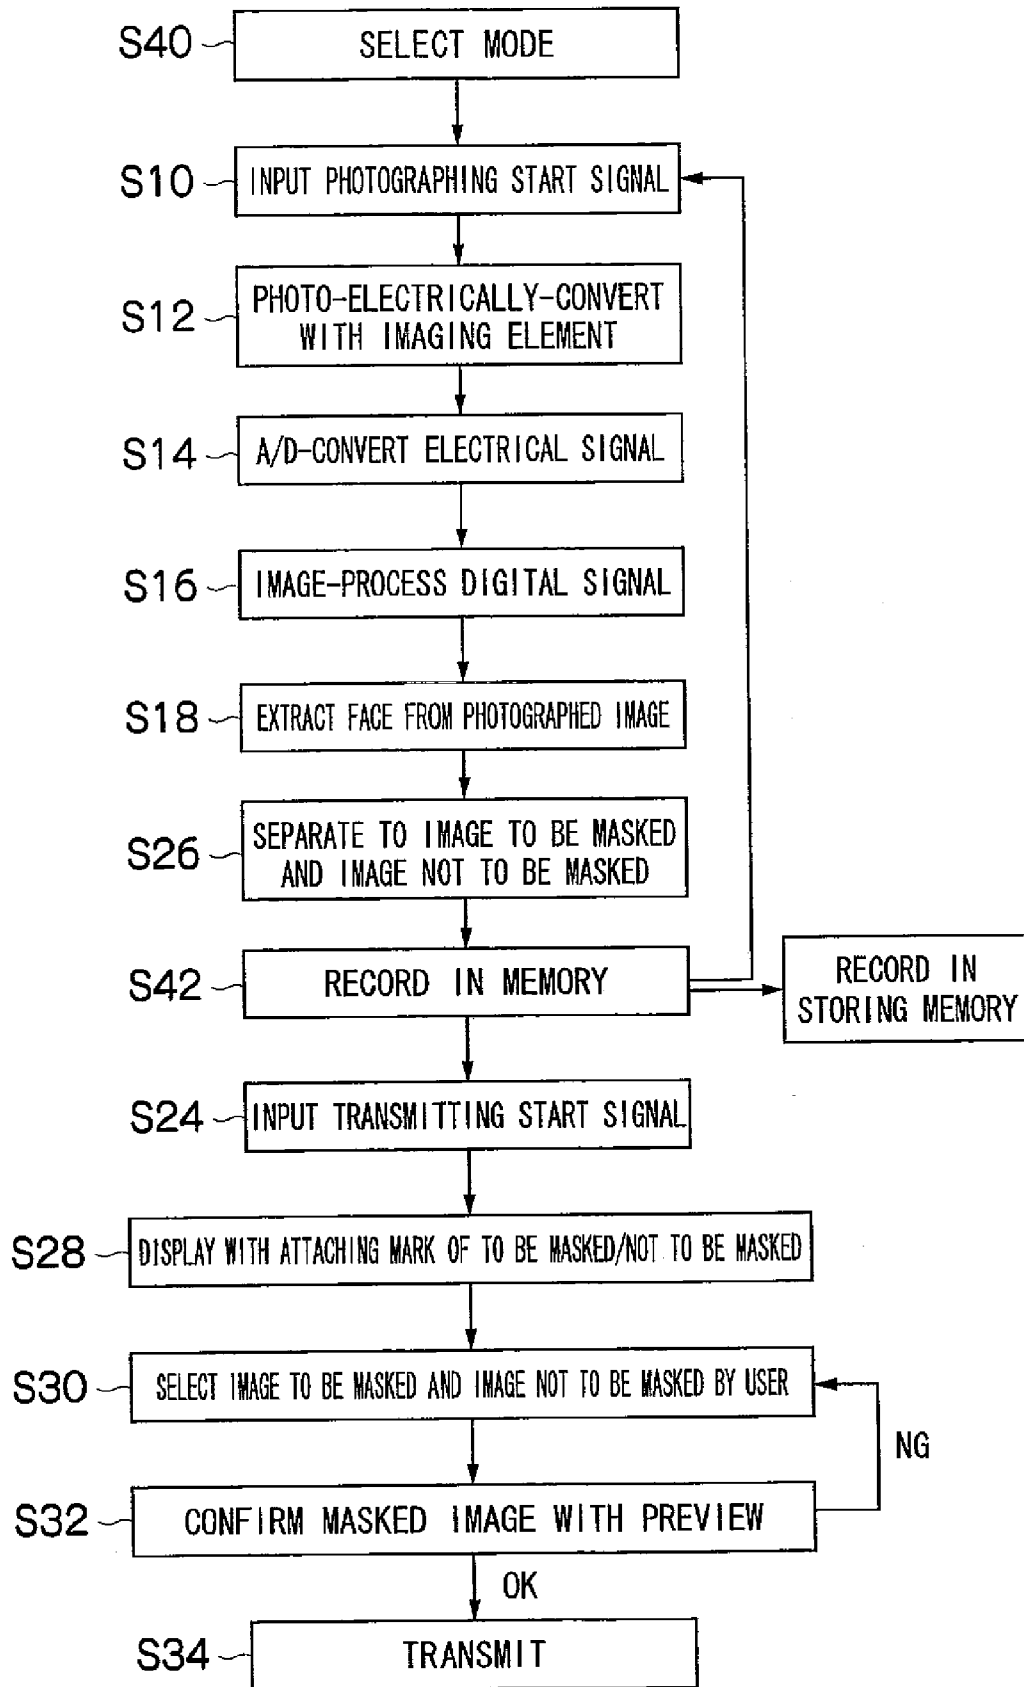 S40
SELECT MODE
S10
INPUT PHOTOGRAPHING START SIGNAL
S12
PHOTO-ELECTRICALLY-CONVERT
WITH IMAGING ELEMENT
S14
A/D-CONVERT ELECTRICAL SIGNAL
S16
IMAGE-PROCESS DIGITAL SIGNAL
S18
EXTRACT FACE FROM PHOTOGRAPHED IMAGE
S26
SEPARATE TO IMAGE TO BE MASKED
AND IMAGE NOT TO BE MASKED
S42
RECORD IN MEMORY
RECORD IN
STORING MEMORY
S24
INPUT TRANSMITTING START SIGNAL
S28
DISPLAY WITH ATTACHING MARK OF TO BE MASKED/NOT TO BE MASKED
S30
SELECT IMAGE TO BE MASKED AND IMAGE NOT TO BE MASKED BY USER
NG
S32
CONFIRM MASKED IMAGE WITH PREVIEW
OK
S34
TRANSMIT